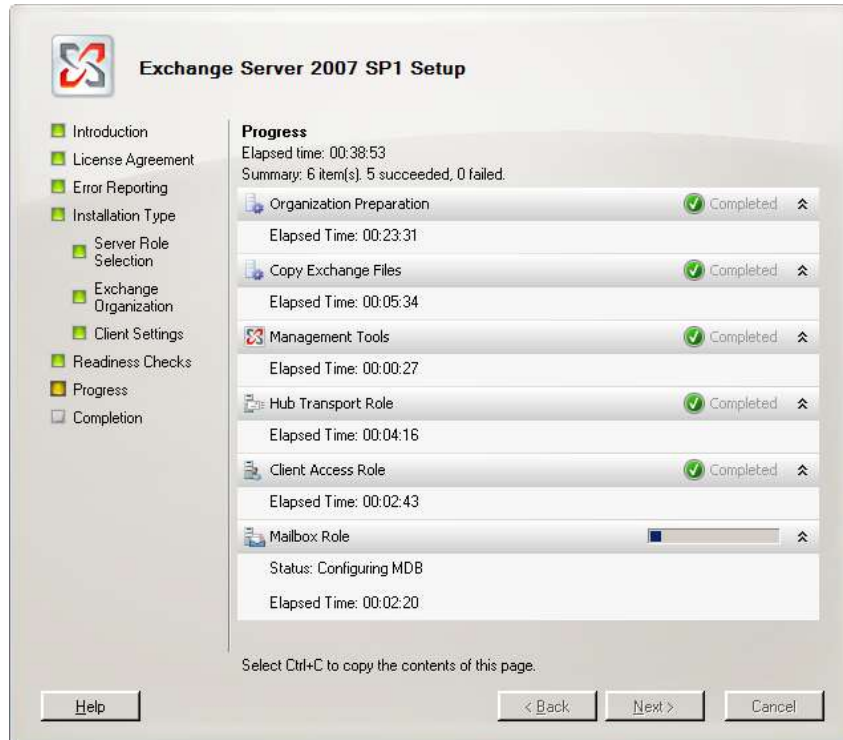 Exchange Server 2007 SP1 Setup
Introduction
License Agreement
Error Reporting
Installation Type
Server Role
Selection
Exchange
Organization
Client Settings
Readiness Checks
Progress
Completion
Progress
Elapsed time: 00:38:53
Summary: 6 item(s). 5 succeeded, 0 failed.
Organization Preparation Completed
Elapsed Time: 00:23:31
Copy Exchange Files Completed
Elapsed Time: 00:05:34
Management Tools Completed
Elapsed Time: 00:00:27
Hub Transport Role Completed
Elapsed Time: 00:04:16
Client Access Role Completed
Elapsed Time: 00:02:43
Mailbox Role
Status: Configuring MDB
Elapsed Time: 00:02:20
Select Ctrl+C to copy the contents of this page.
Help < Back Next > Cancel